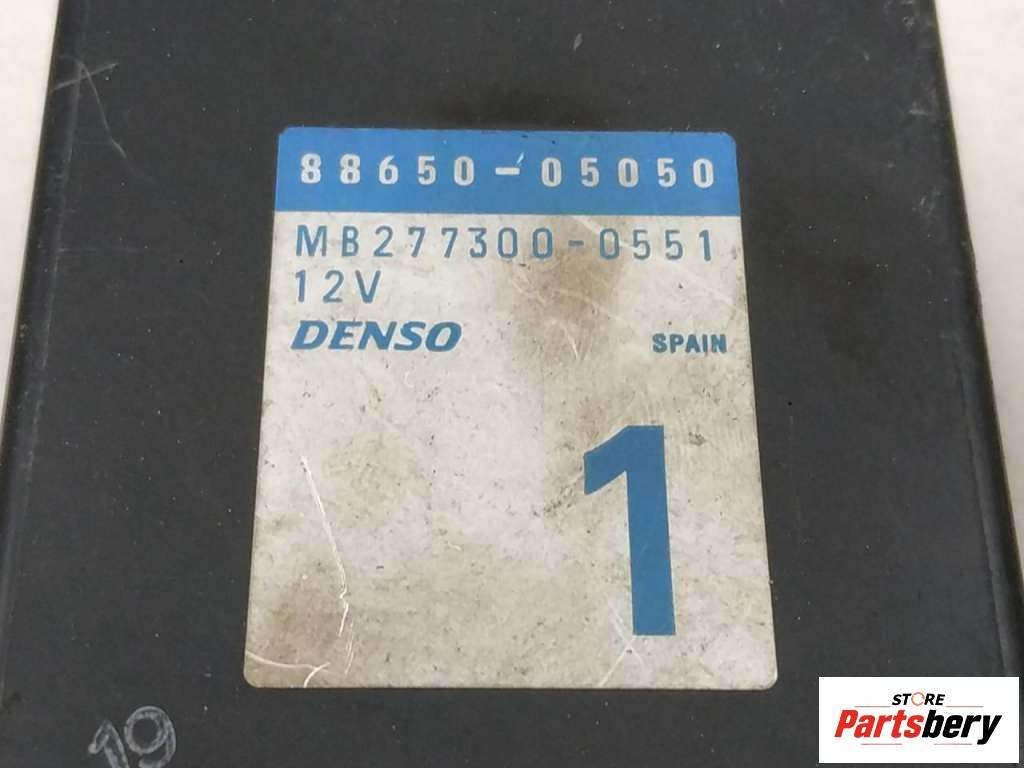 88650-05050
MB277300-0551
12V
DENSO SPAIN
1
19
STORE
Partsbery